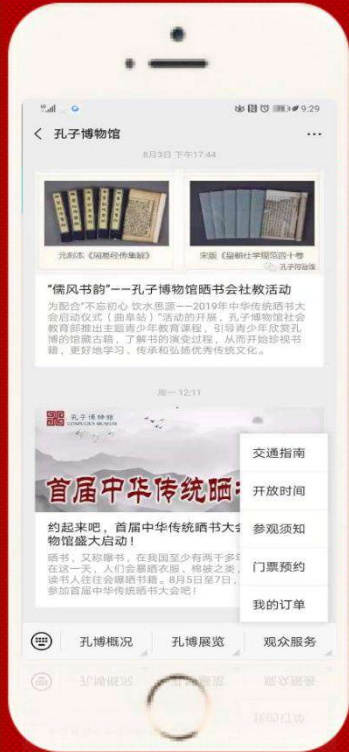 9:29
孔子博物馆
8月3日 下午17:44
元刻本《周易经传集解》
宋版《皇朝仕学规范四十卷
孔子博物馆
“儒风书韵”——孔子博物馆晒书会社教活动
为配合“不忘初心 饮水思源——2019年中华传统晒书大
会启动仪式（曲阜站）”活动的开展，孔子博物馆社会
教育部推出主题青少年教育课程，引导青少年欣赏孔
博的馆藏古籍，了解书的演变过程，从而开始珍视书
籍，更好地学习、传承和弘扬优秀传统文化。
周一 12:11
孔子博物馆
CONFUCIUS MUSEUM
首届中华传统晒书
约起来吧，首届中华传统晒书大会
物馆盛大启动！
晒书，又称曝书，在我国至少有两千多年
在这一天，人们会暴晒衣服、棉被之类，
读书人往往会曝晒书籍。8月5日至7日，
参加首届中华传统晒书大会吧！
交通指南
开放时间
参观须知
门票预约
我的订单
孔博概况
孔博展览
观众服务